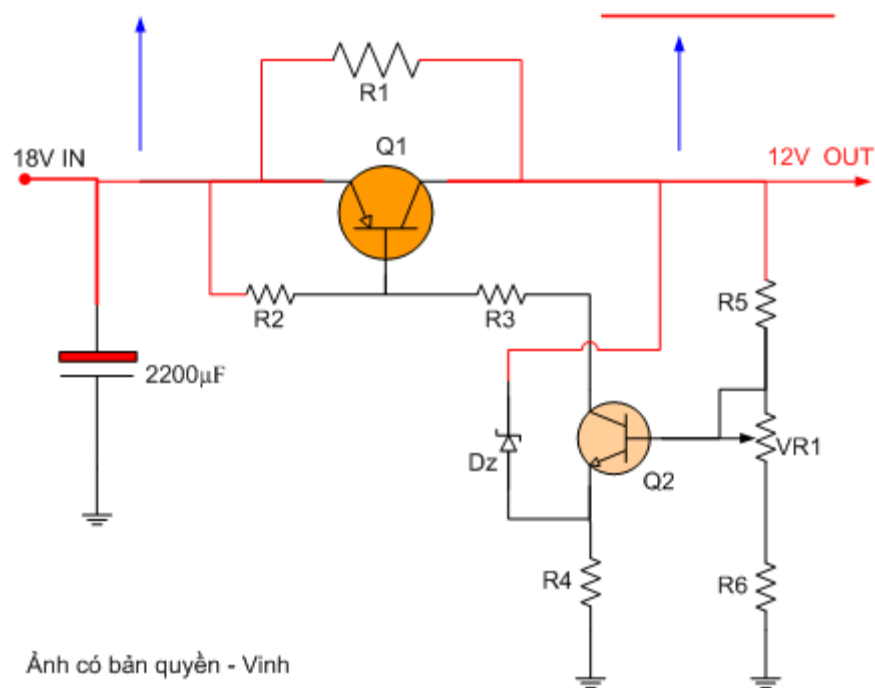 R1
Q1
18V IN
12V OUT
R2
R3
R5
2200µF
Dz
Q2
VR1
R4
R6
Ảnh có bản quyền - Vinh